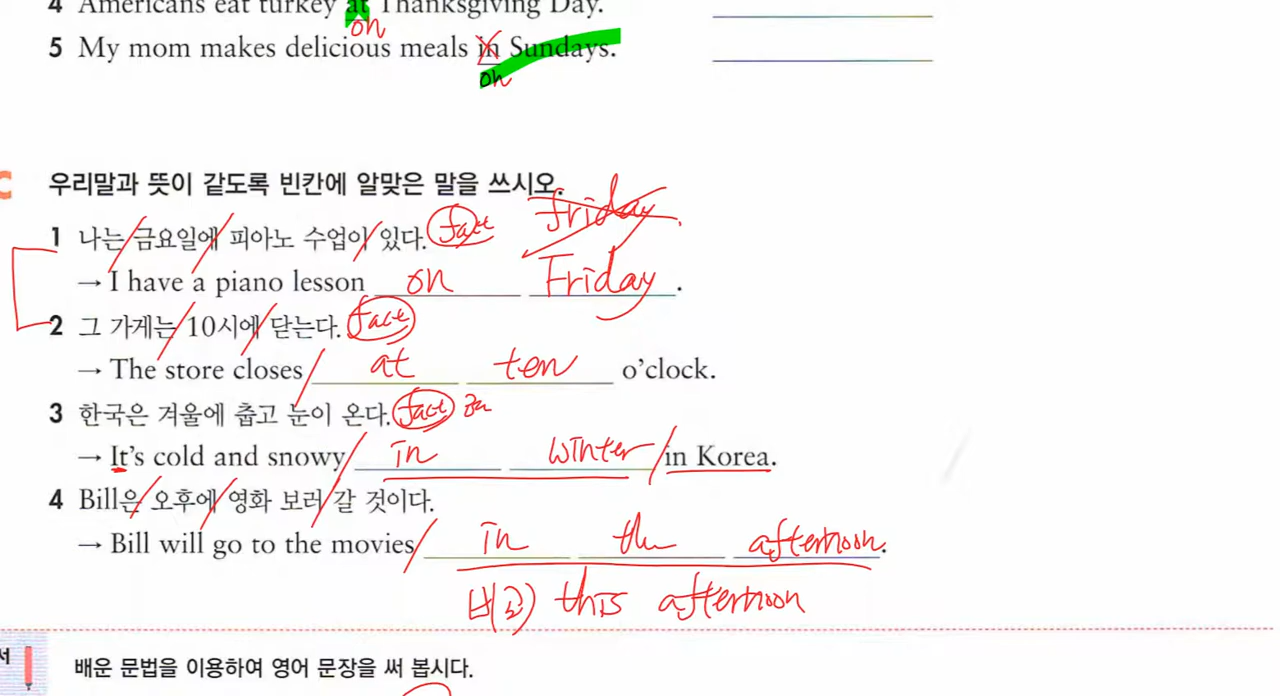 4 Americans eat turkey at Thanksgiving Day.
on
5 My mom makes delicious meals in Sundays.
on
C 우리말과 뜻이 같도록 빈칸에 알맞은 말을 쓰시오.
friday
1 나는 금요일에 피아노 수업이 있다. fact
→ I have a piano lesson on Friday.
2 그 가게는 10시에 닫는다. fact
→ The store closes at ten o'clock.
3 한국은 겨울에 춥고 눈이 온다. fact
→ It's cold and snowy in winter in Korea.
4 Bill은 오후에 영화 보러 갈 것이다.
→ Bill will go to the movies in the afternoon.
비교) this afternoon
배운 문법을 이용하여 영어 문장을 써 봅시다.